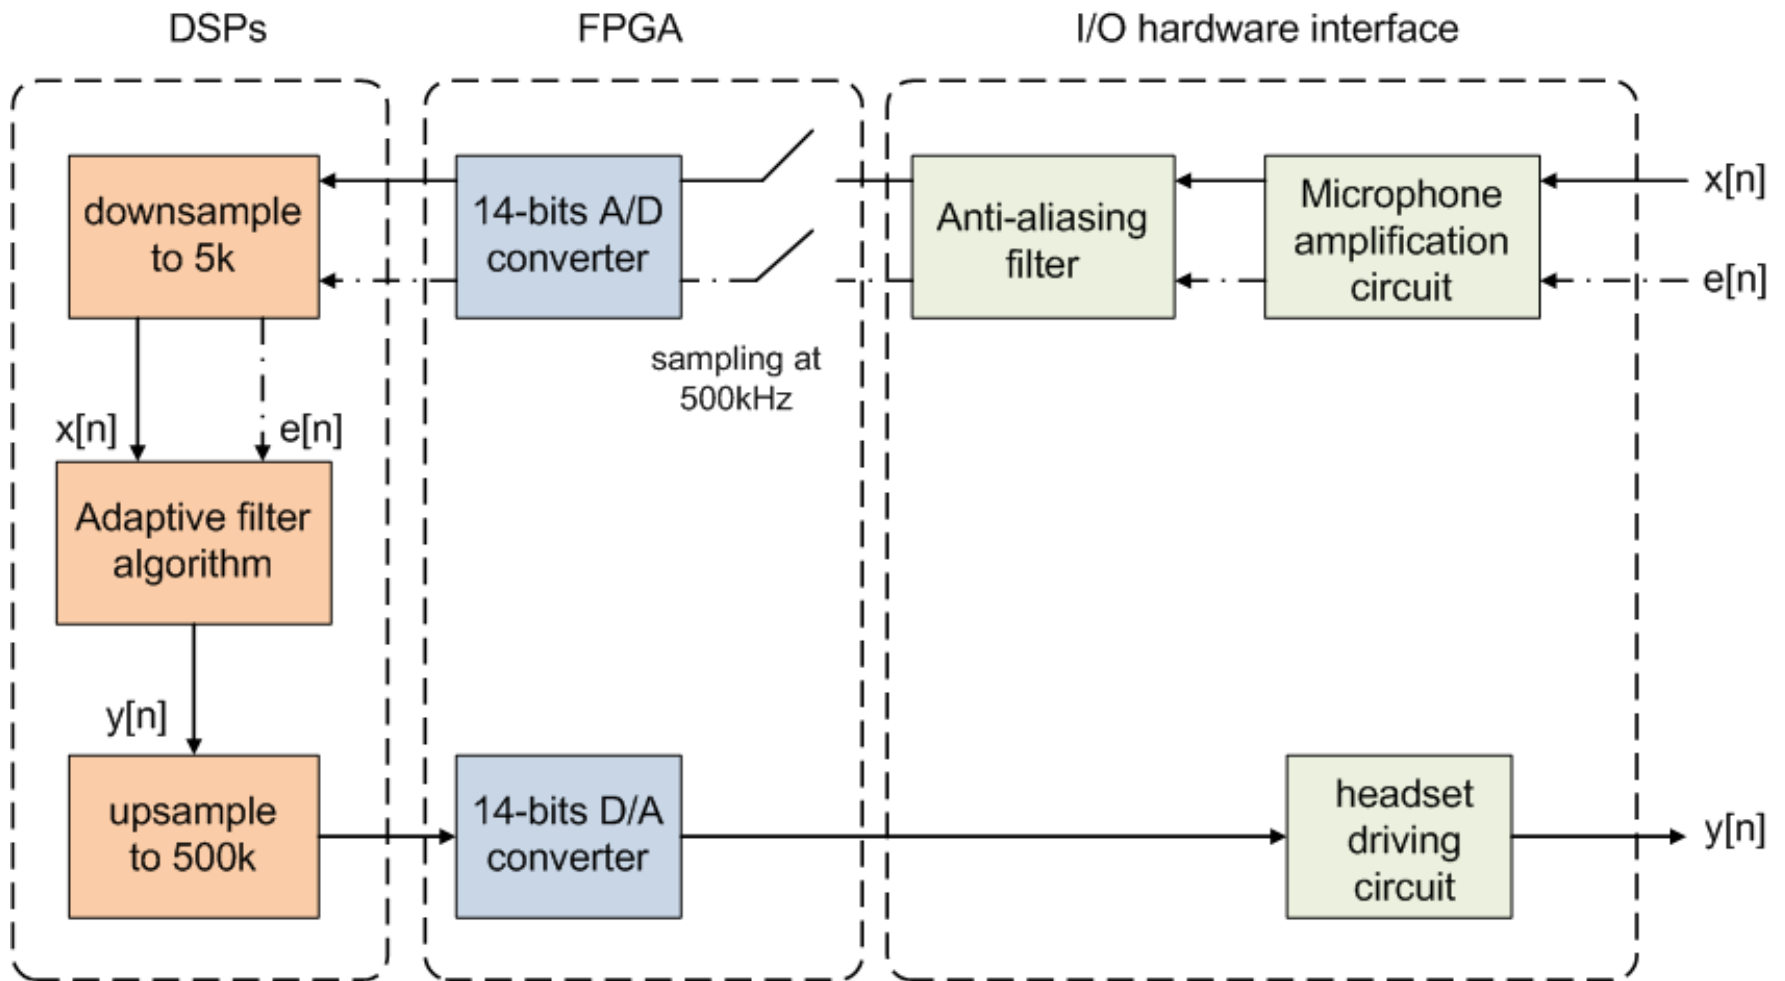 DSPs
FPGA
I/O hardware interface
downsample
to 5k
14-bits A/D
converter
Anti-aliasing
filter
Microphone
amplification
circuit
x[n]
e[n]
sampling at
500kHz
x[n]
e[n]
Adaptive filter
algorithm
y[n]
upsample
to 500k
14-bits D/A
converter
headset
driving
circuit
y[n]